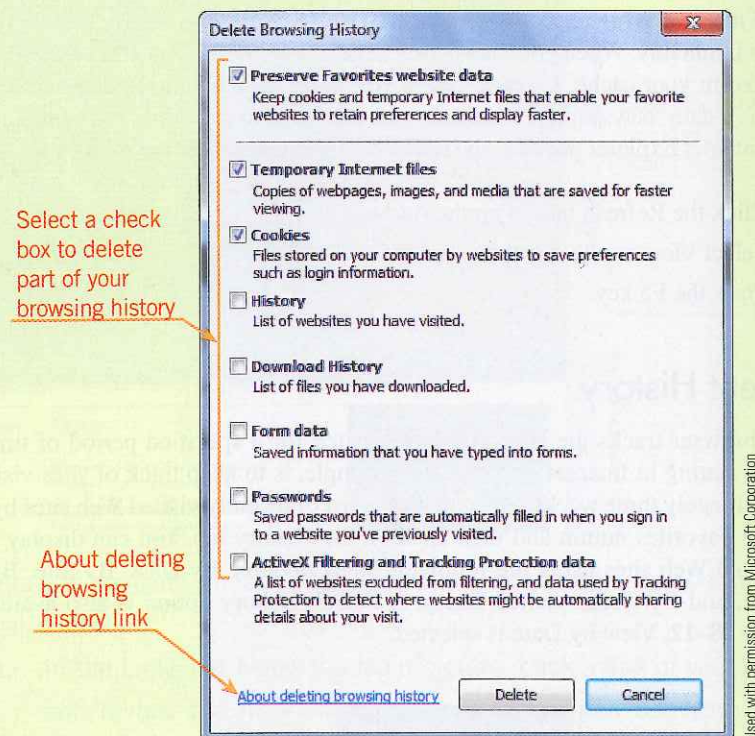 Delete Browsing History
Preserve Favorites website data
Keep cookies and temporary Internet files that enable your favorite
websites to retain preferences and display faster.
Temporary Internet files
Copies of webpages, images, and media that are saved for faster
viewing.
Cookies
Files stored on your computer by websites to save preferences
such as login information.
History
List of websites you have visited.
Download History
List of files you have downloaded.
Form data
Saved information that you have typed into forms.
Passwords
Saved passwords that are automatically filled in when you sign in
to a website you've previously visited.
ActiveX Filtering and Tracking Protection data
A list of websites excluded from filtering, and data used by Tracking
Protection to detect where websites might be automatically sharing
details about your visit.
About deleting browsing history
Delete
Cancel
Select a check
box to delete
part of your
browsing history
About deleting
browsing
history link
Used with permission from Microsoft Corporation